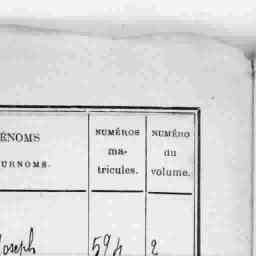 ÉNOMS
URNOMS.
NUMÉROS
ma-
tricules.
NUMÉRO
du
volume.
Joseph 594 2